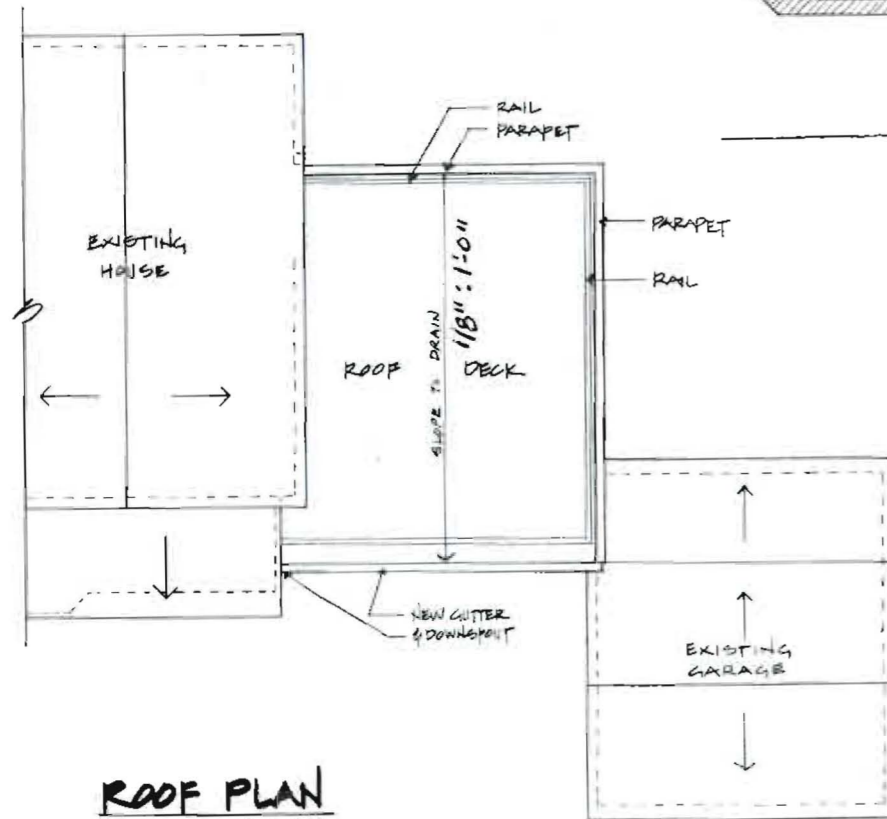 RAIL
PARAPET
EXISTING
HOUSE
PARAPET
RAIL
SLOPE TO DRAIN
1/8" : 1'-0"
ROOF DECK
NEW GUTTER
& DOWNSPOUT
EXISTING
GARAGE
ROOF PLAN